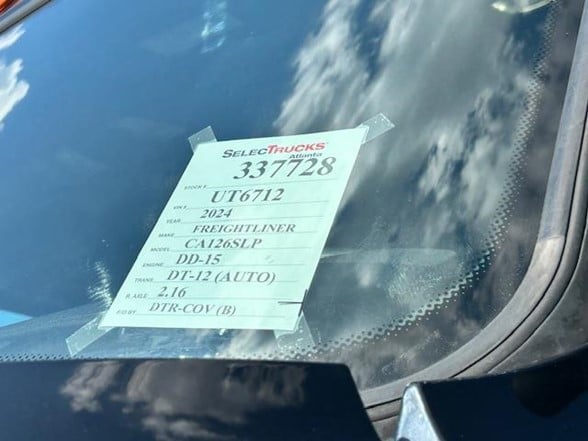 SELECTRUCKS
Atlanta
337728
STOCK # UT6712
VIN #
YEAR 2024
MAKE FREIGHTLINER
MODEL CA126SLP
ENGINE DD-15
TRANS. DT-12 (AUTO)
R. AXLE 2.16
DTR-COV (B)